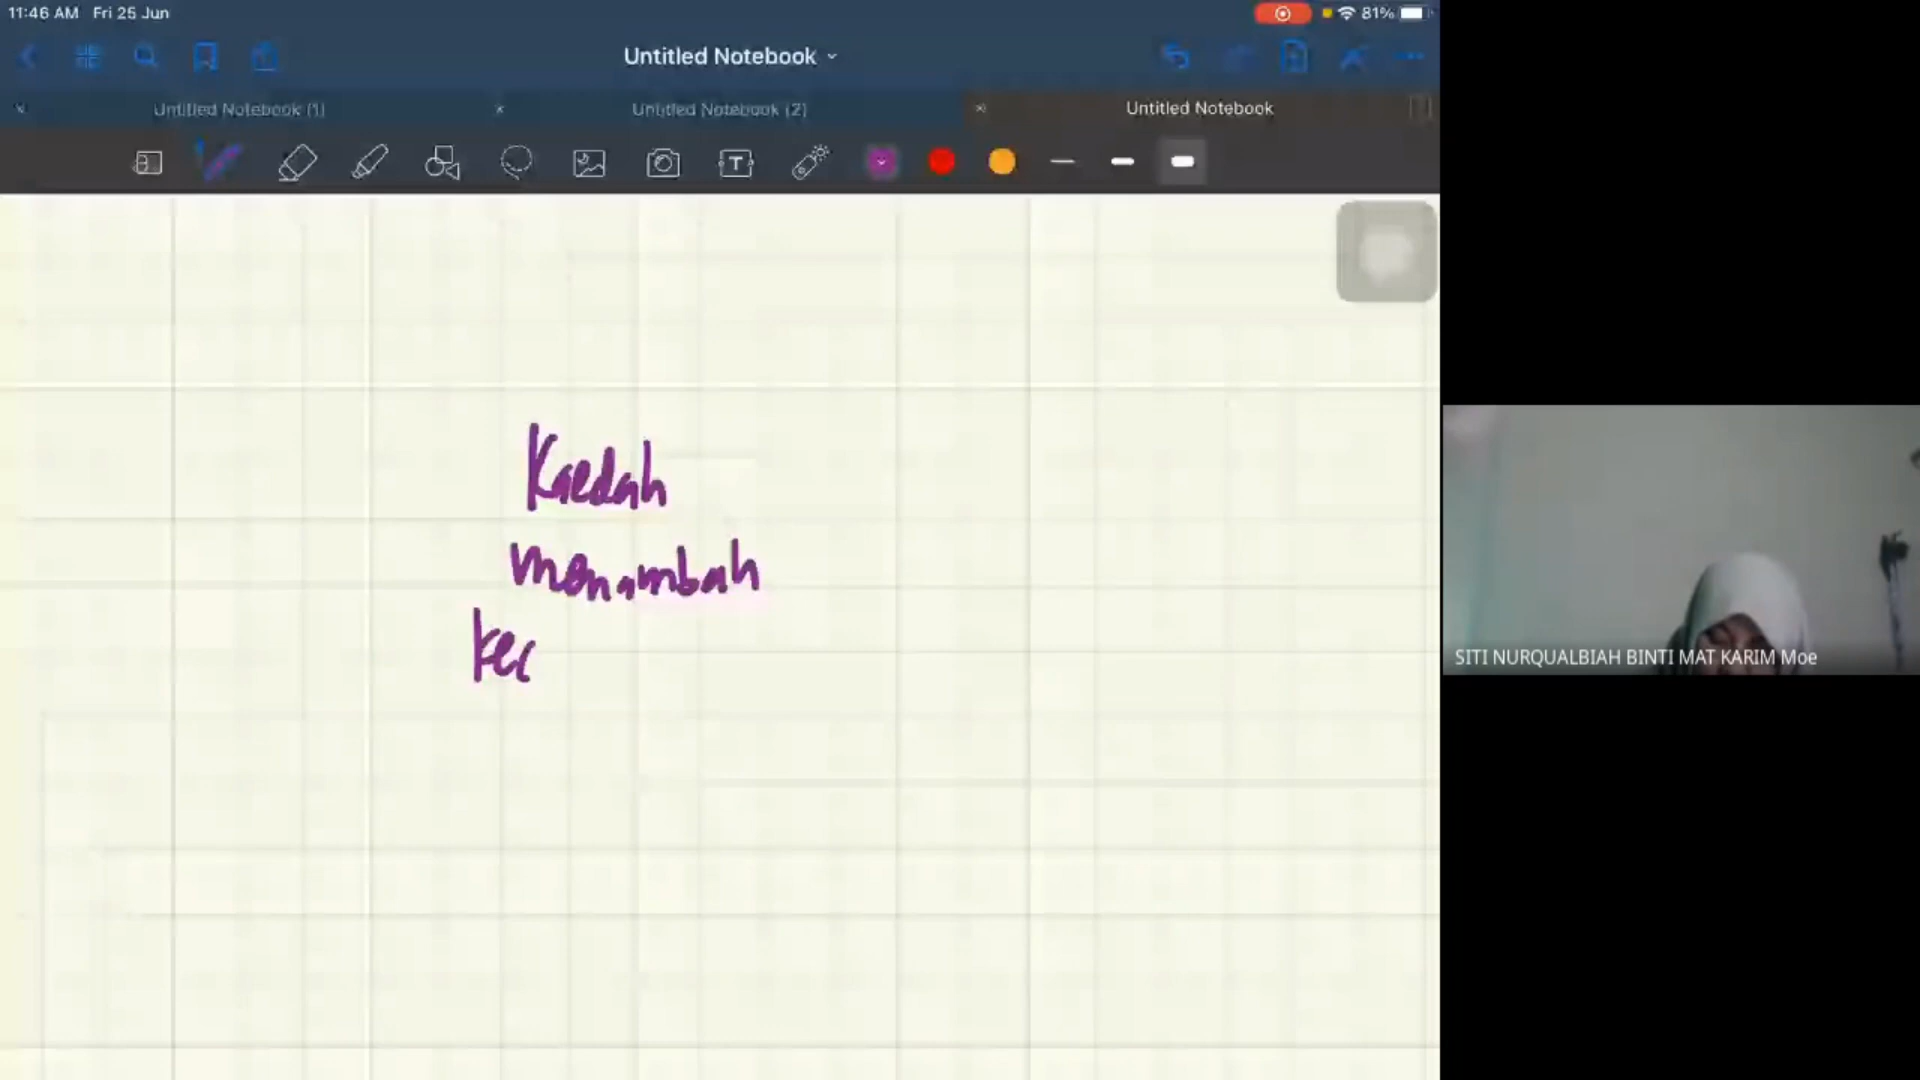 11:46 AM Fri 25 Jun
81%
Untitled Notebook
Untitled Notebook (1)
Untitled Notebook (2)
Untitled Notebook
T
Kaedah
menambah
kec
SITI NURQUALBIAH BINTI MAT KARIM Moe